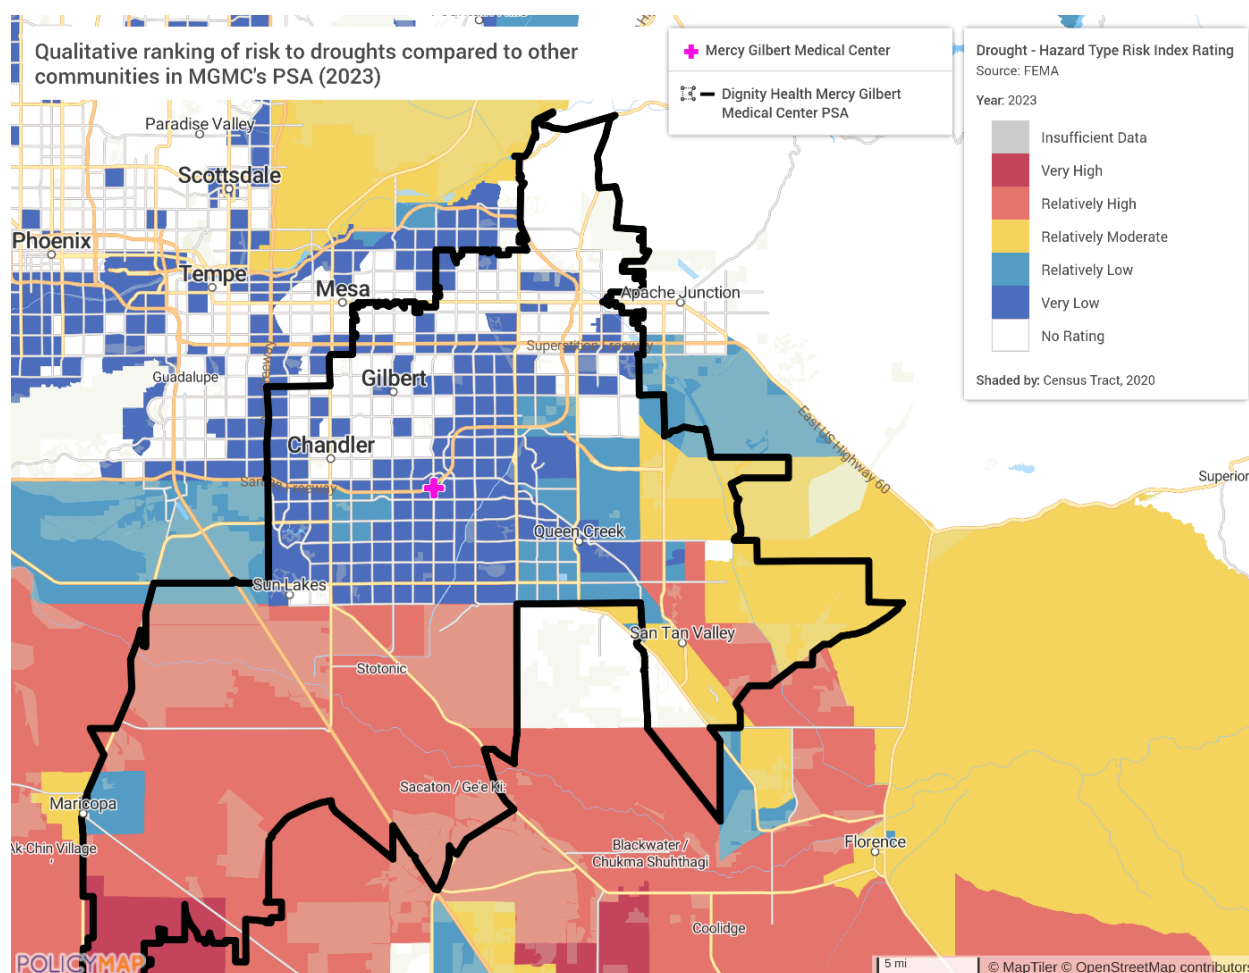 Qualitative ranking of risk to droughts compared to other
communities in MGMC's PSA (2023)
Mercy Gilbert Medical Center
Dignity Health Mercy Gilbert
Medical Center PSA
Drought - Hazard Type Risk Index Rating
Source: FEMA
Year: 2023
Insufficient Data
Very High
Relatively High
Relatively Moderate
Relatively Low
Very Low
No Rating
Shaded by: Census Tract, 2020
Paradise Valley
Scottsdale
Phoenix
Tempe
Mesa
Apache Junction
Superstition Freeway
Guadalupe
Gilbert
Chandler
East US Highway 60
Superior
Queen Creek
Sun Lakes
San Tan Valley
Stotonic
Sacaton / Ge'e Ki:
Maricopa
Ak-Chin Village
Blackwater /
Chukma Shuhthagi
Florence
Coolidge
POLICYMAP
5 mi
© MapTiler © OpenStreetMap contributors